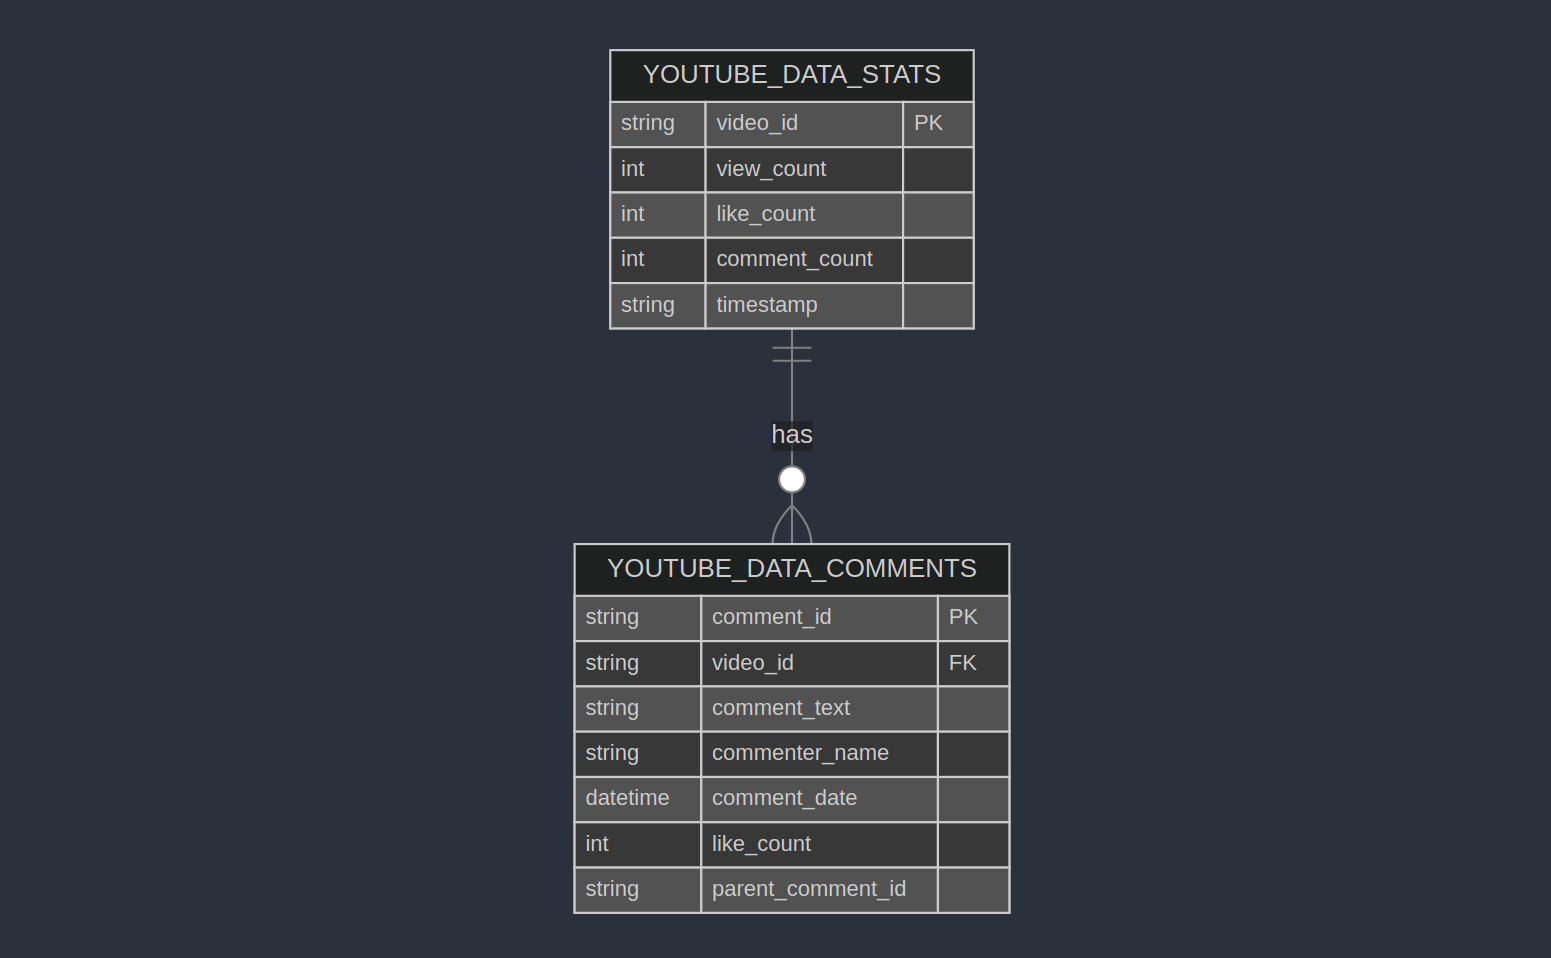 YOUTUBE_DATA_STATS
string video_id PK
int view_count
int like_count
int comment_count
string timestamp
has
YOUTUBE_DATA_COMMENTS
string comment_id PK
string video_id FK
string comment_text
string commenter_name
datetime comment_date
int like_count
string parent_comment_id